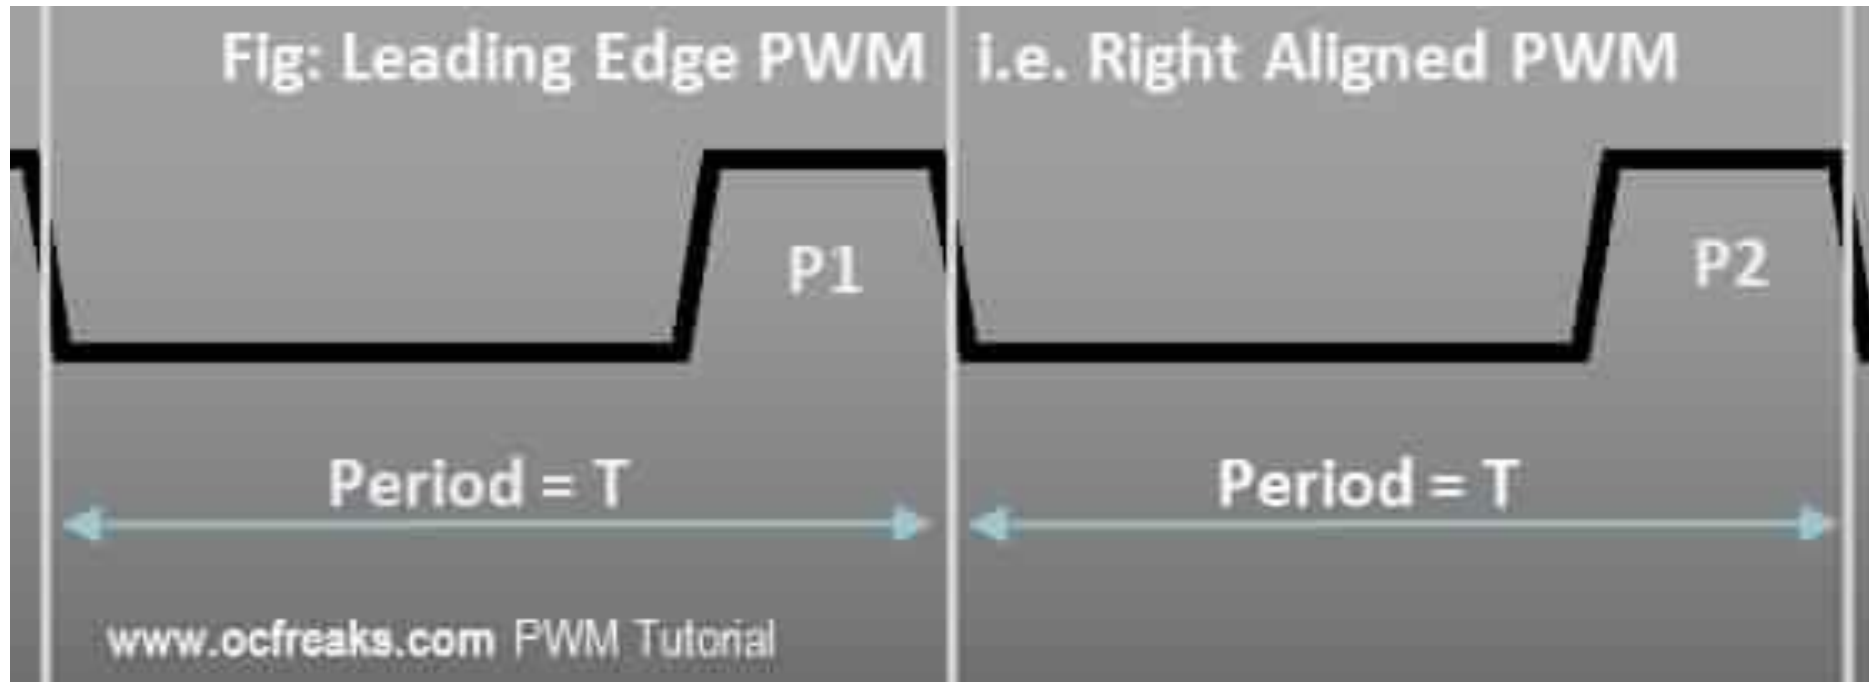 Fig: Leading Edge PWM i.e. Right Aligned PWM
P1
P2
Period = T
Period = T
www.ocfreaks.com PWM Tutorial